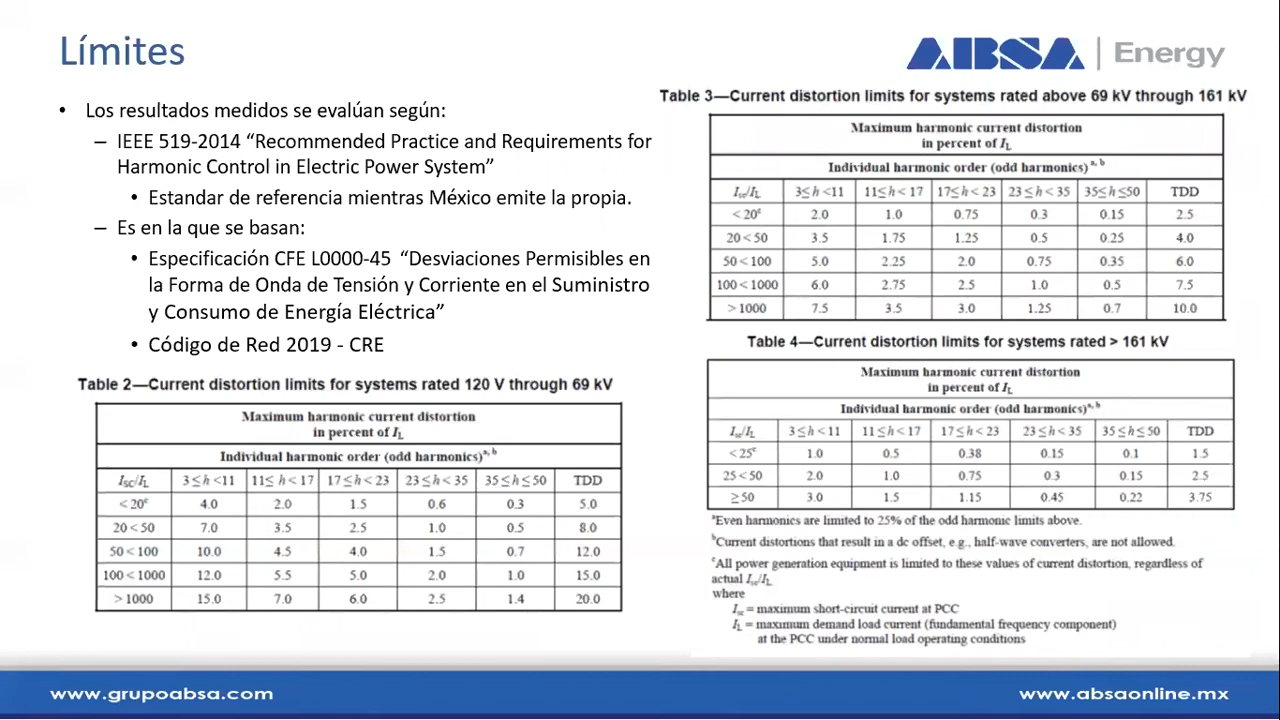 Límites
ABSA | Energy
• Los resultados medidos se evalúan según:
– IEEE 519-2014 “Recommended Practice and Requirements for
Harmonic Control in Electric Power System”
• Estandar de referencia mientras México emite la propia.
– Es en la que se basan:
• Especificación CFE L0000-45 “Desviaciones Permisibles en
la Forma de Onda de Tensión y Corriente en el Suministro
y Consumo de Energía Eléctrica”
• Código de Red 2019 - CRE
Table 2—Current distortion limits for systems rated 120 V through 69 kV
Maximum harmonic current distortion
in percent of IL
Individual harmonic order (odd harmonics)a, b
ISC/IL 3≤h<11 11≤h<17 17≤h<23 23≤h<35 35≤h≤50 TDD
<20c 4.0 2.0 1.5 0.6 0.3 5.0
20<50 7.0 3.5 2.5 1.0 0.5 8.0
50<100 10.0 4.5 4.0 1.5 0.7 12.0
100<1000 12.0 5.5 5.0 2.0 1.0 15.0
>1000 15.0 7.0 6.0 2.5 1.4 20.0
Table 3—Current distortion limits for systems rated above 69 kV through 161 kV
Maximum harmonic current distortion
in percent of IL
Individual harmonic order (odd harmonics)a, b
Isc/IL 3≤h<11 11≤h<17 17≤h<23 23≤h<35 35≤h≤50 TDD
<20c 2.0 1.0 0.75 0.3 0.15 2.5
20<50 3.5 1.75 1.25 0.5 0.25 4.0
50<100 5.0 2.25 2.0 0.75 0.35 6.0
100<1000 6.0 2.75 2.5 1.0 0.5 7.5
>1000 7.5 3.5 3.0 1.25 0.7 10.0
Table 4—Current distortion limits for systems rated > 161 kV
Maximum harmonic current distortion
in percent of IL
Individual harmonic order (odd harmonics)a, b
Isc/IL 3≤h<11 11≤h<17 17≤h<23 23≤h<35 35≤h≤50 TDD
<25c 1.0 0.5 0.38 0.15 0.1 1.5
25<50 2.0 1.0 0.75 0.3 0.15 2.5
≥50 3.0 1.5 1.15 0.45 0.22 3.75
aEven harmonics are limited to 25% of the odd harmonic limits above.
bCurrent distortions that result in a dc offset, e.g., half-wave converters, are not allowed.
cAll power generation equipment is limited to these values of current distortion, regardless of
actual Isc/IL
where
Isc = maximum short-circuit current at PCC
IL = maximum demand load current (fundamental frequency component)
at the PCC under normal load operating conditions
www.grupoabsa.com
www.absaonline.mx